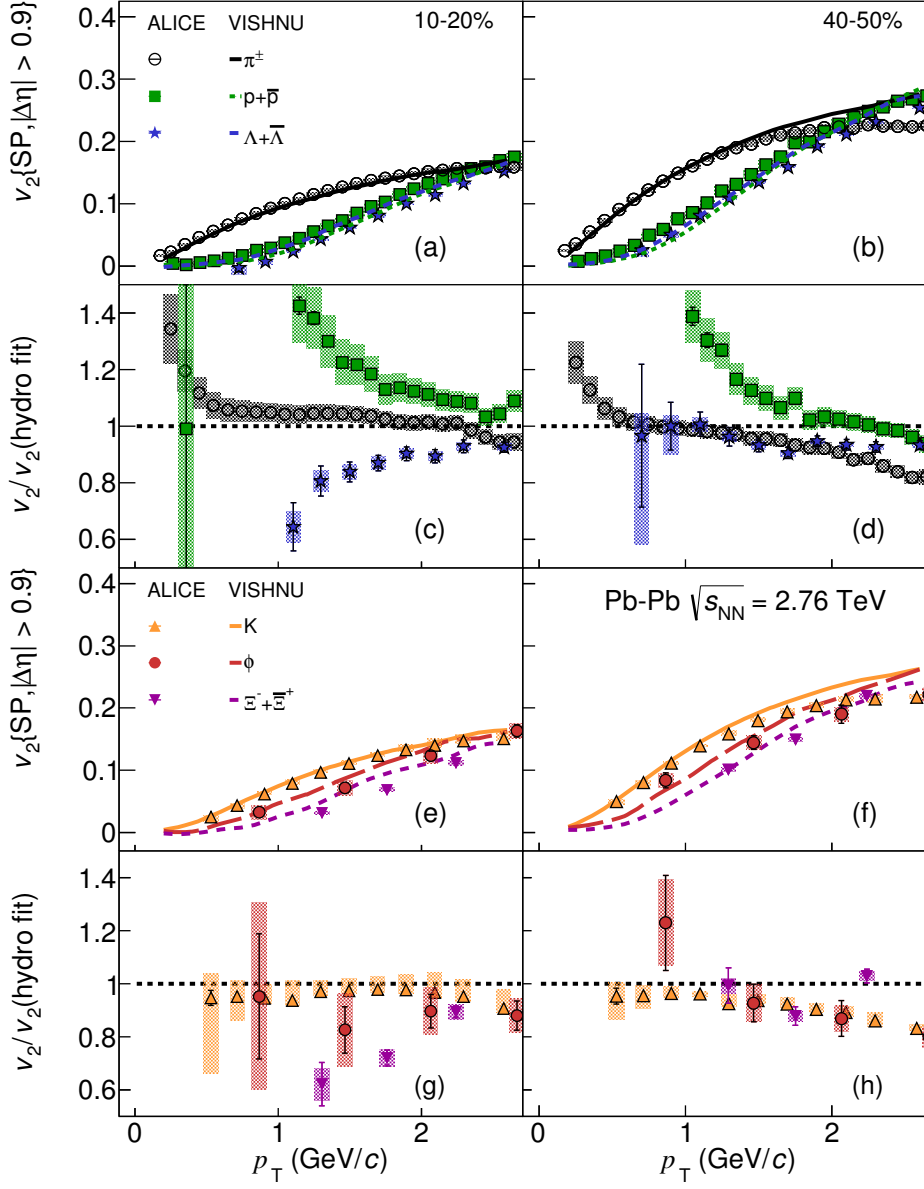 ALICE VISHNU 10-20%
π±
p+p̅
Λ+Λ̅
v2{SP,|Δη| > 0.9}
0.4
0.3
0.2
0.1
0
(a)
40-50%
(b)
v2/v2(hydro fit)
1.4
1.2
1
0.8
0.6
(c)
(d)
ALICE VISHNU
K
ϕ
Ξ-+Ξ̅+
v2{SP,|Δη| > 0.9}
0.4
0.3
0.2
0.1
0
(e)
Pb-Pb √sNN = 2.76 TeV
(f)
v2/v2(hydro fit)
1.4
1.2
1
0.8
0.6
(g)
(h)
0 1 2
pT (GeV/c)
0 1 2
pT (GeV/c)